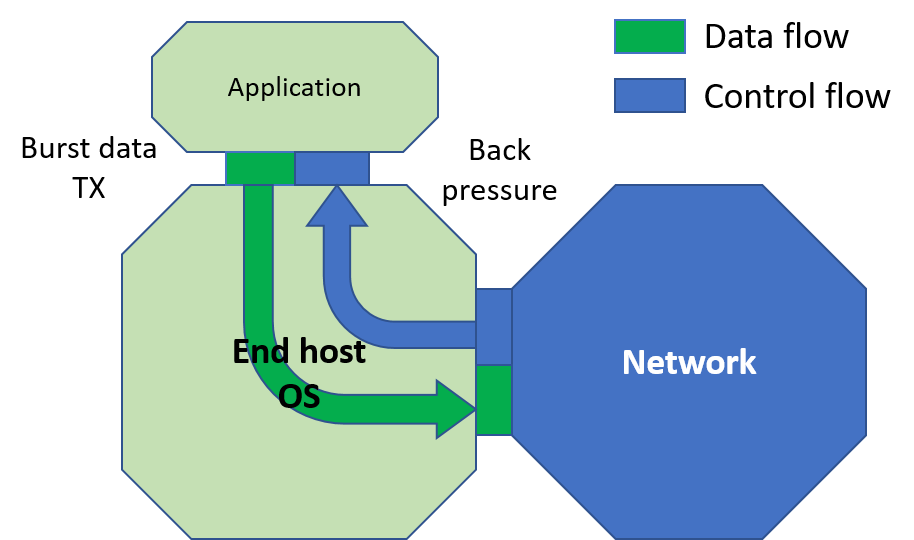 Data flow
Application
Control flow
Burst data
TX
Back
pressure
End host
OS
Network